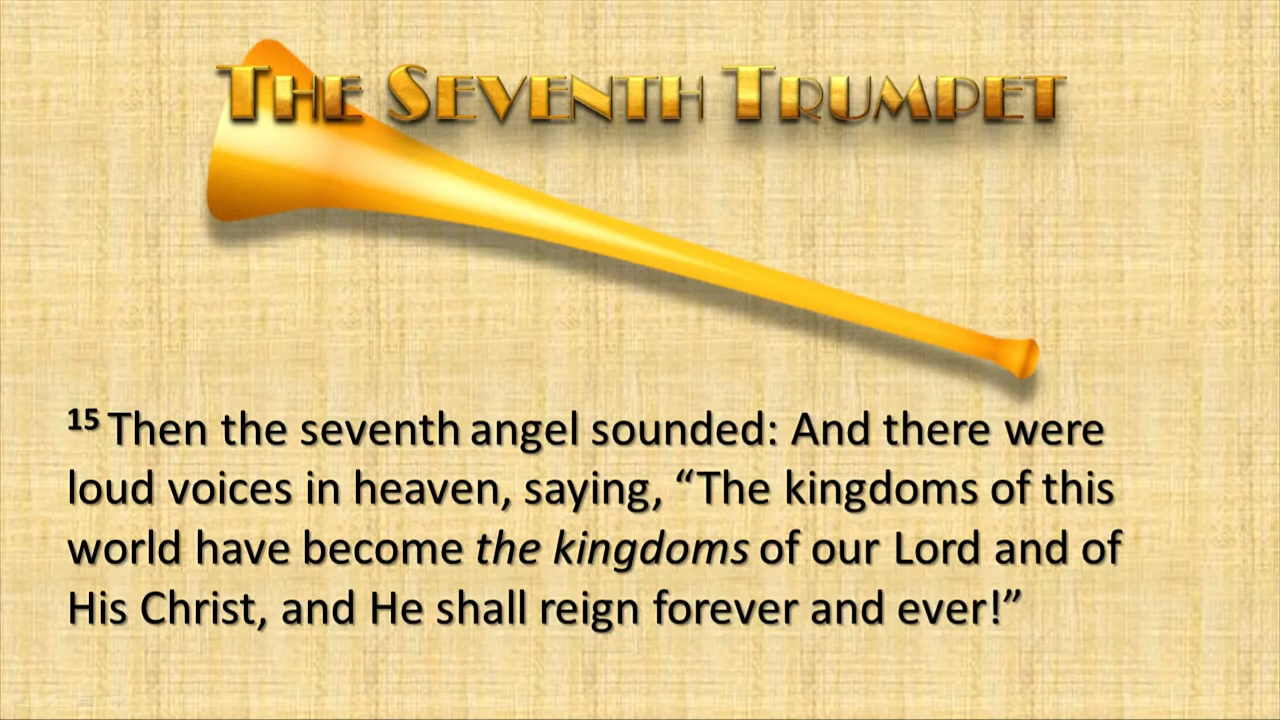 THE SEVENTH TRUMPET
15 Then the seventh angel sounded: And there were
loud voices in heaven, saying, “The kingdoms of this
world have become the kingdoms of our Lord and of
His Christ, and He shall reign forever and ever!”